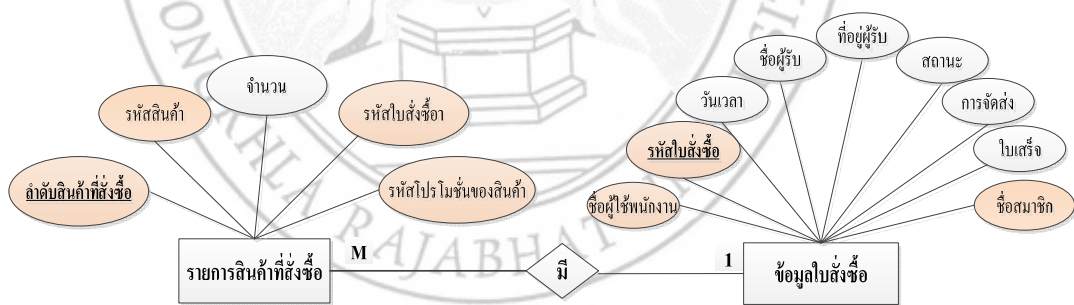 ที่อยู่ผู้รับ
ชื่อผู้รับ
สถานะ
จำนวน
วันเวลา
การจัดส่ง
รหัสสินค้า
รหัสใบสั่งซื้อา
รหัสใบสั่งซื้อ
ใบเสร็จ
ลำดับสินค้าที่สั่งซื้อ
รหัสโปรโมชั่นของสินค้า
ชื่อผู้ใช้พนักงาน
ชื่อสมาชิก
รายการสินค้าที่สั่งซื้อ
M
มี
1
ข้อมูลใบสั่งซื้อ
ONGKHLA RAJABHAT